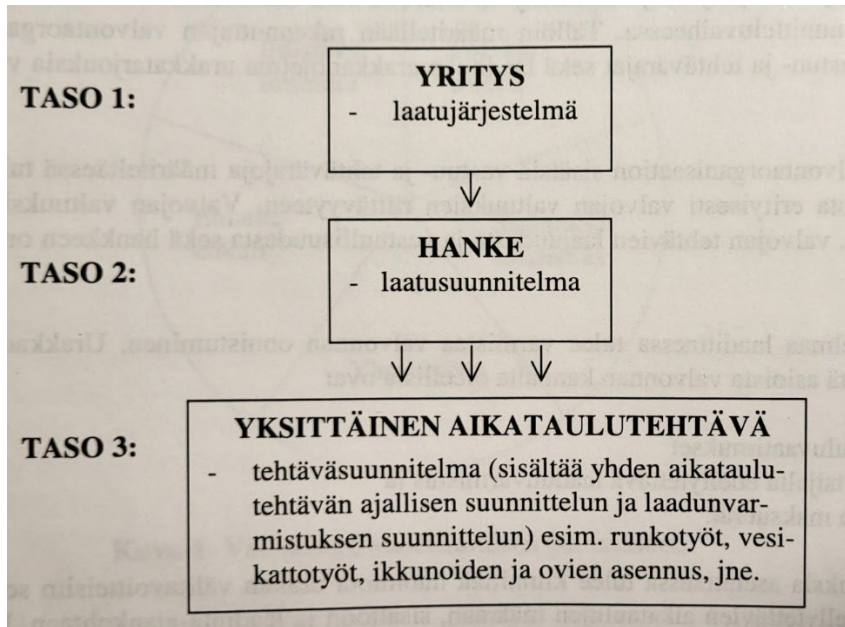 YRITYS
TASO 1:
- laatujärjestelmä
HANKE
TASO 2:
- laatusuunnitelma
YKSITTÄINEN AIKATAULUTEHTÄVÄ
TASO 3:
- tehtäväsuunnitelma (sisältää yhden aikataulu-
tehtävän ajallisen suunnittelun ja laadunvar-
mistuksen suunnittelun) esim. runkotyöt, vesi-
kattotyöt, ikkunoiden ja ovien asennus, jne.